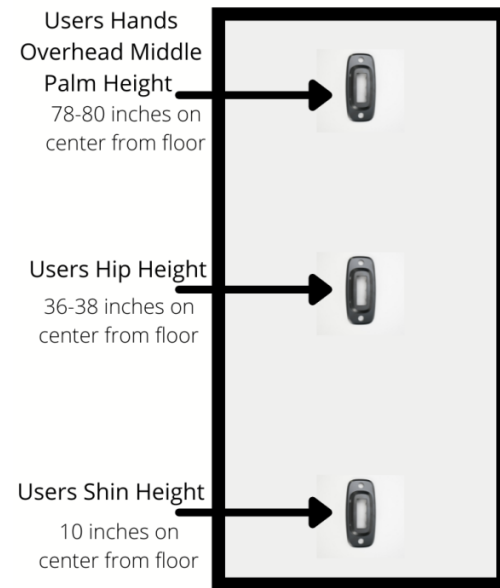 Users Hands
Overhead Middle
Palm Height
78-80 inches on
center from floor
Users Hip Height
36-38 inches on
center from floor
Users Shin Height
10 inches on
center from floor